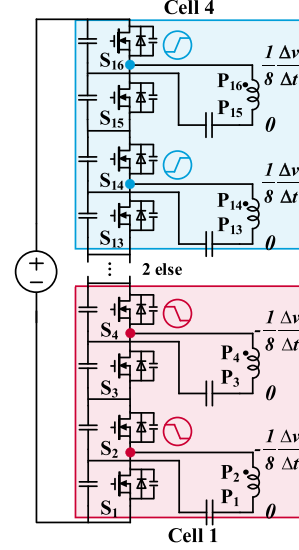 Cell 4
S16
P16
P15
1 Δv
8 Δt
0
S15
S14
P14
P13
1 Δv
8 Δt
0
S13
⋮ 2 else
S4
P4
P3
-1 Δv
8 Δt
0
S3
S2
P2
P1
-1 Δv
8 Δt
0
S1
Cell 1